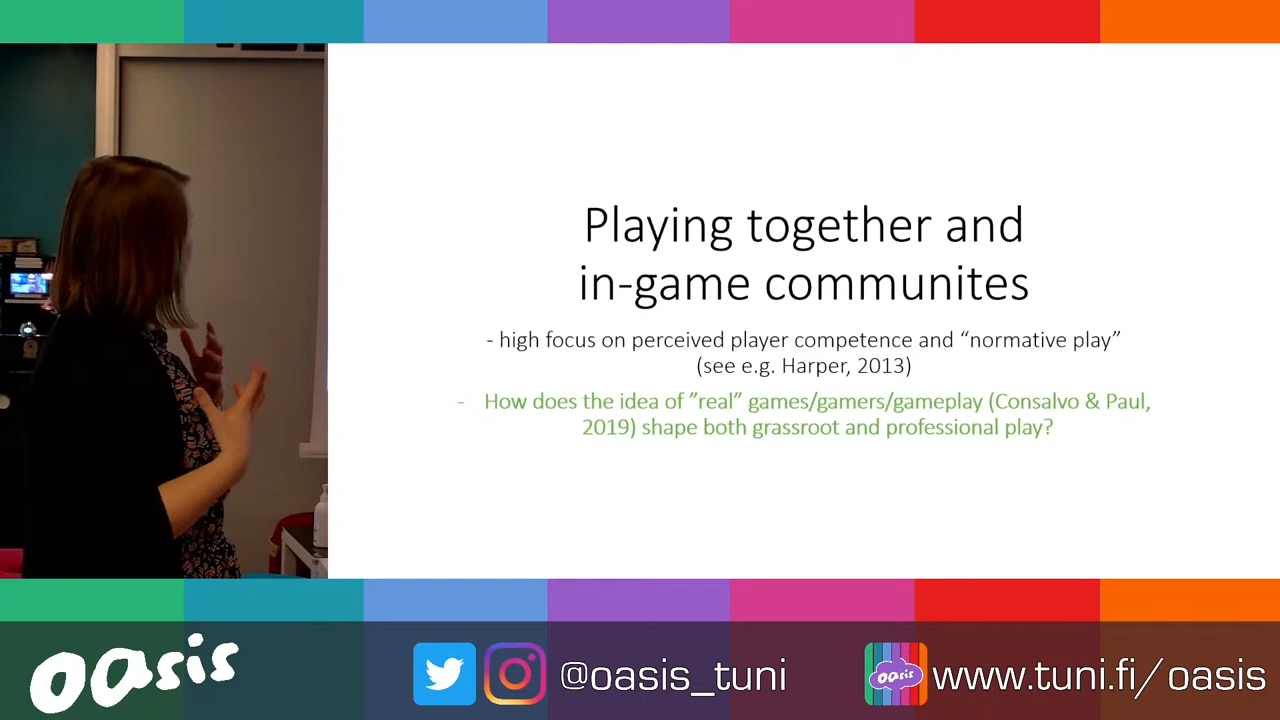 Playing together and
in-game communites
- high focus on perceived player competence and “normative play”
(see e.g. Harper, 2013)
- How does the idea of ”real” games/gamers/gameplay (Consalvo & Paul,
2019) shape both grassroot and professional play?
oasis
@oasis_tuni
oasis
www.tuni.fi/oasis